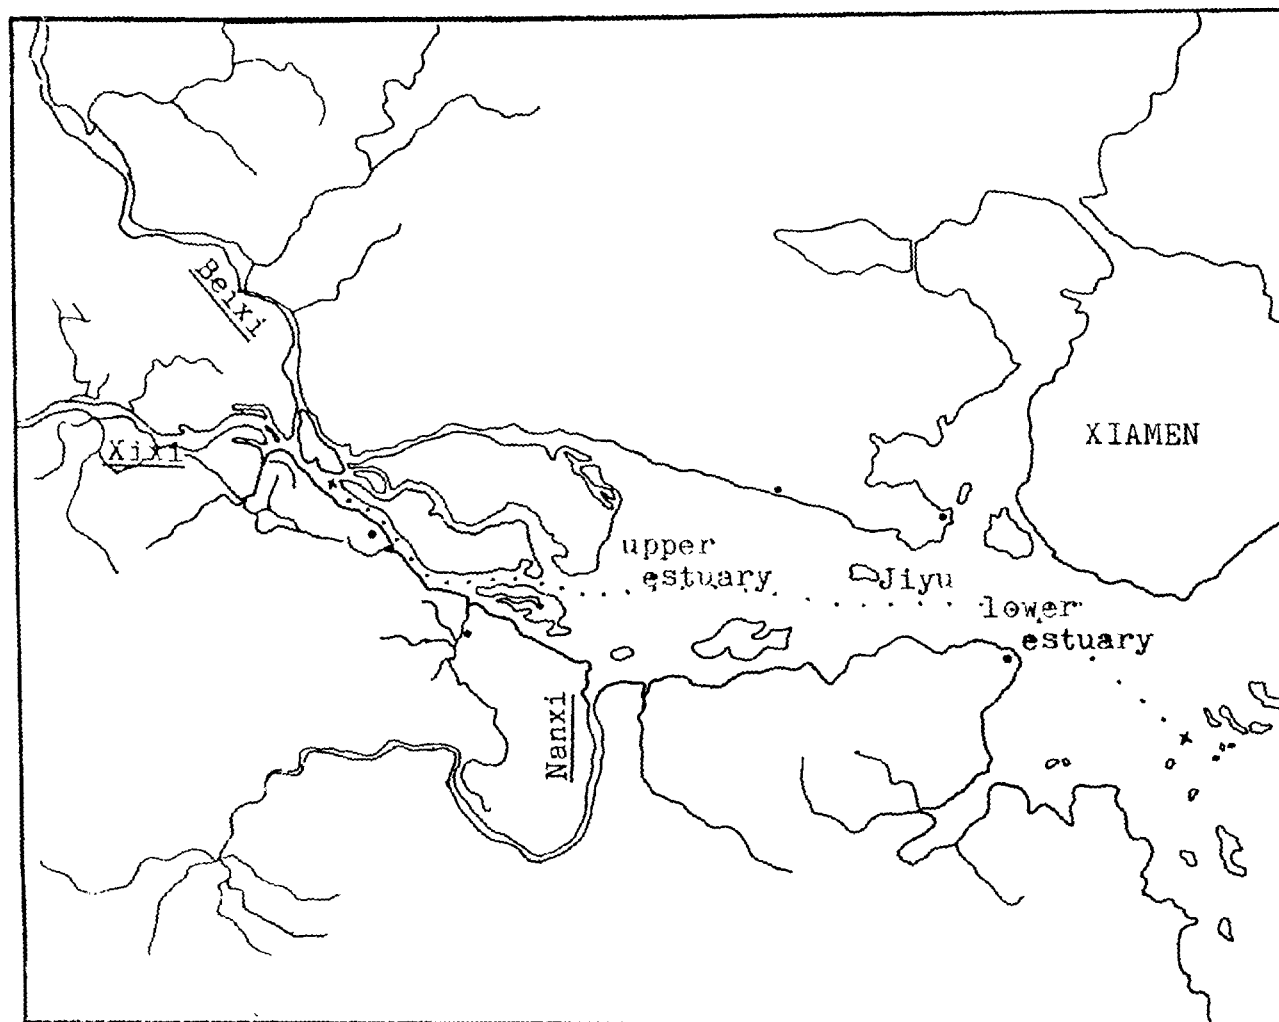 Beixi
XIAMEN
Xixi
upper
estuary
Jiyu
lower
estuary
Nanxi